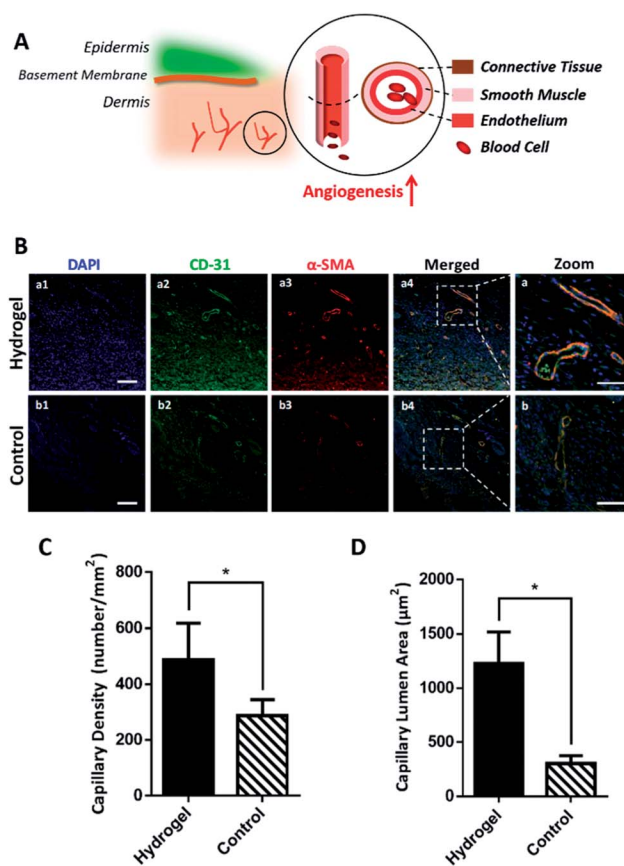 A
Epidermis
Basement Membrane
Dermis
Connective Tissue
Smooth Muscle
Endothelium
Blood Cell
Angiogenesis
B
DAPI CD-31 α-SMA Merged Zoom
Hydrogel
a1 a2 a3 a4 a
Control
b1 b2 b3 b4 b
C
Capillary Density (number/mm²)
800
600
400
200
0
*
Hydrogel Control
D
Capillary Lumen Area (µm²)
2000
1500
1000
500
0
*
Hydrogel Control